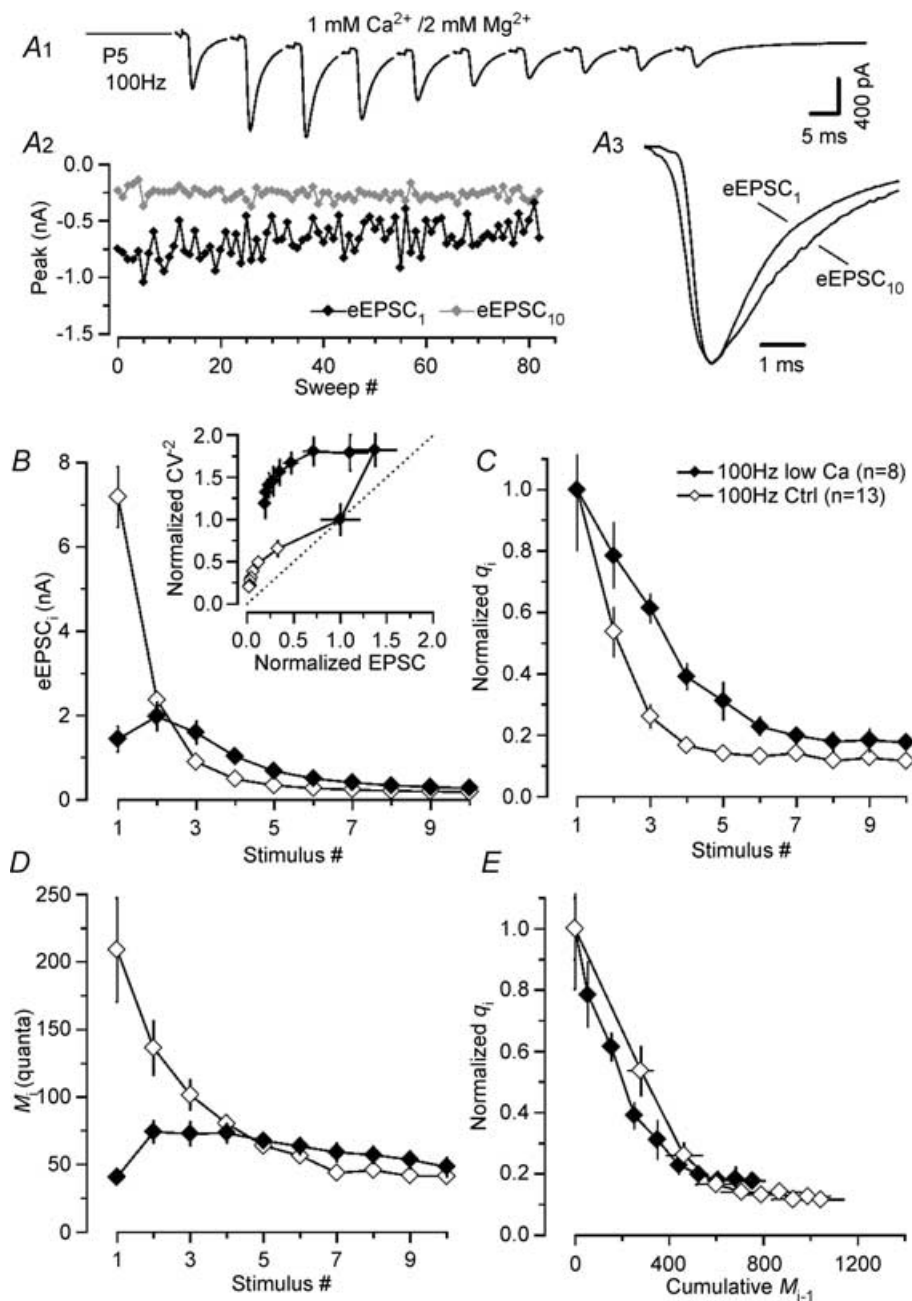 A1
1 mM Ca²⁺ /2 mM Mg²⁺
P5
100Hz
400 pA
5 ms
A2
0.0
-0.5
-1.0
-1.5
Peak (nA)
eEPSC₁ eEPSC₁₀
0 20 40 60 80
Sweep #
A3
eEPSC₁
eEPSC₁₀
1 ms
B
8
6
4
2
0
eEPSCᵢ (nA)
1 3 5 7 9
Stimulus #
2.0
1.5
1.0
0.5
0.0
Normalized CV⁻²
0.0 0.5 1.0 1.5 2.0
Normalized EPSC
C
100Hz low Ca (n=8)
100Hz Ctrl (n=13)
1.0
0.8
0.6
0.4
0.2
0.0
Normalized qᵢ
1 3 5 7 9
Stimulus #
D
250
200
150
100
50
0
Mᵢ (quanta)
1 3 5 7 9
Stimulus #
E
1.0
0.8
0.6
0.4
0.2
0.0
Normalized qᵢ
0 400 800 1200
Cumulative Mᵢ₋₁